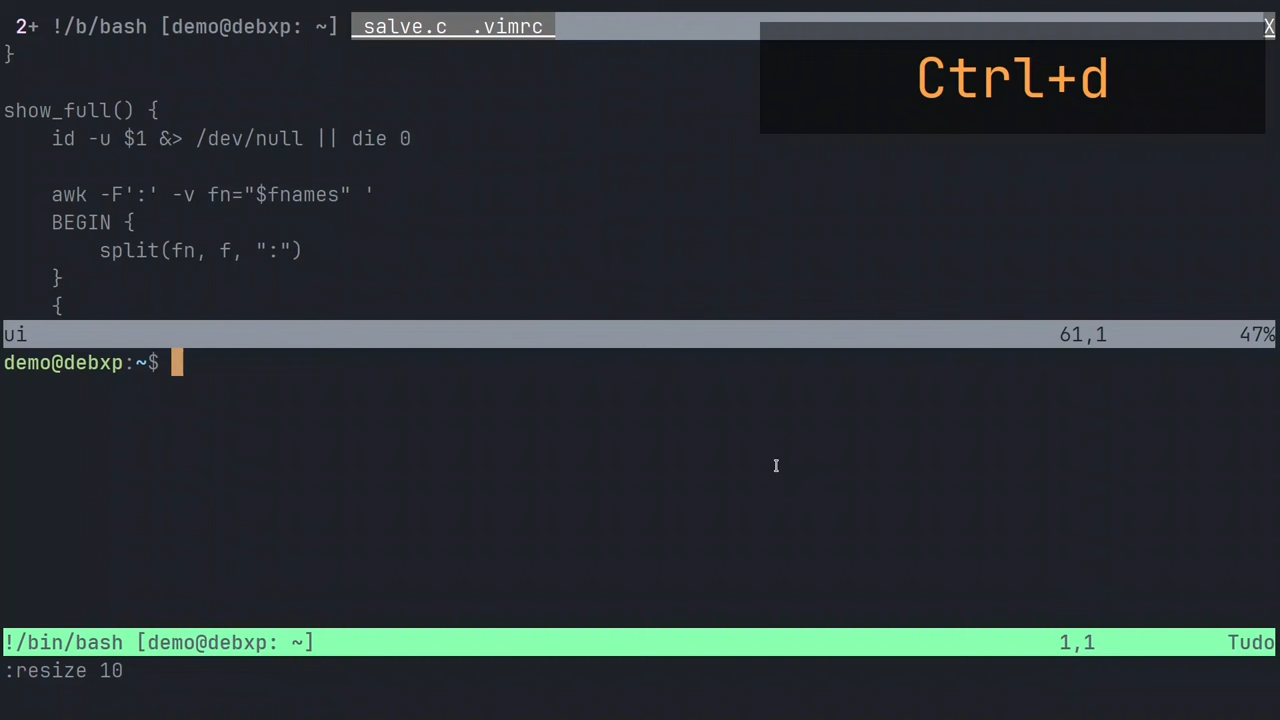 2+ !/b/bash [demo@debxp: ~]  salve.c  .vimrc X
Ctrl+d
}
show_full() {
    id -u $1 &> /dev/null || die 0
    awk -F':' -v fn="$fnames" '
    BEGIN {
        split(fn, f, ":")
    }
    {
ui 61,1 47%
demo@debxp:~$
!/bin/bash [demo@debxp: ~] 1,1 Tudo
:resize 10